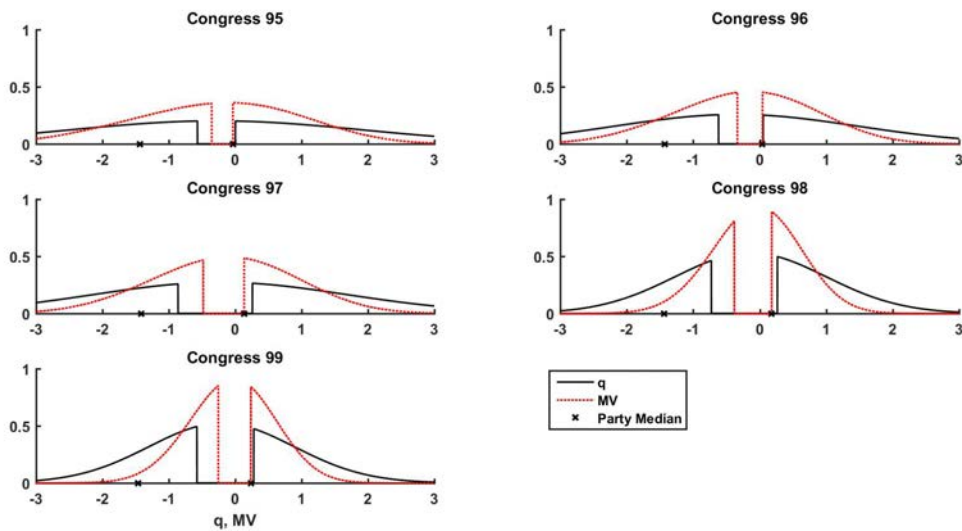 Congress 95
1
0.5
0
-3 -2 -1 0 1 2 3
Congress 96
1
0.5
0
-3 -2 -1 0 1 2 3
Congress 97
1
0.5
0
-3 -2 -1 0 1 2 3
Congress 98
1
0.5
0
-3 -2 -1 0 1 2 3
Congress 99
1
0.5
0
-3 -2 -1 0 1 2 3
q, MV
q
MV
Party Median